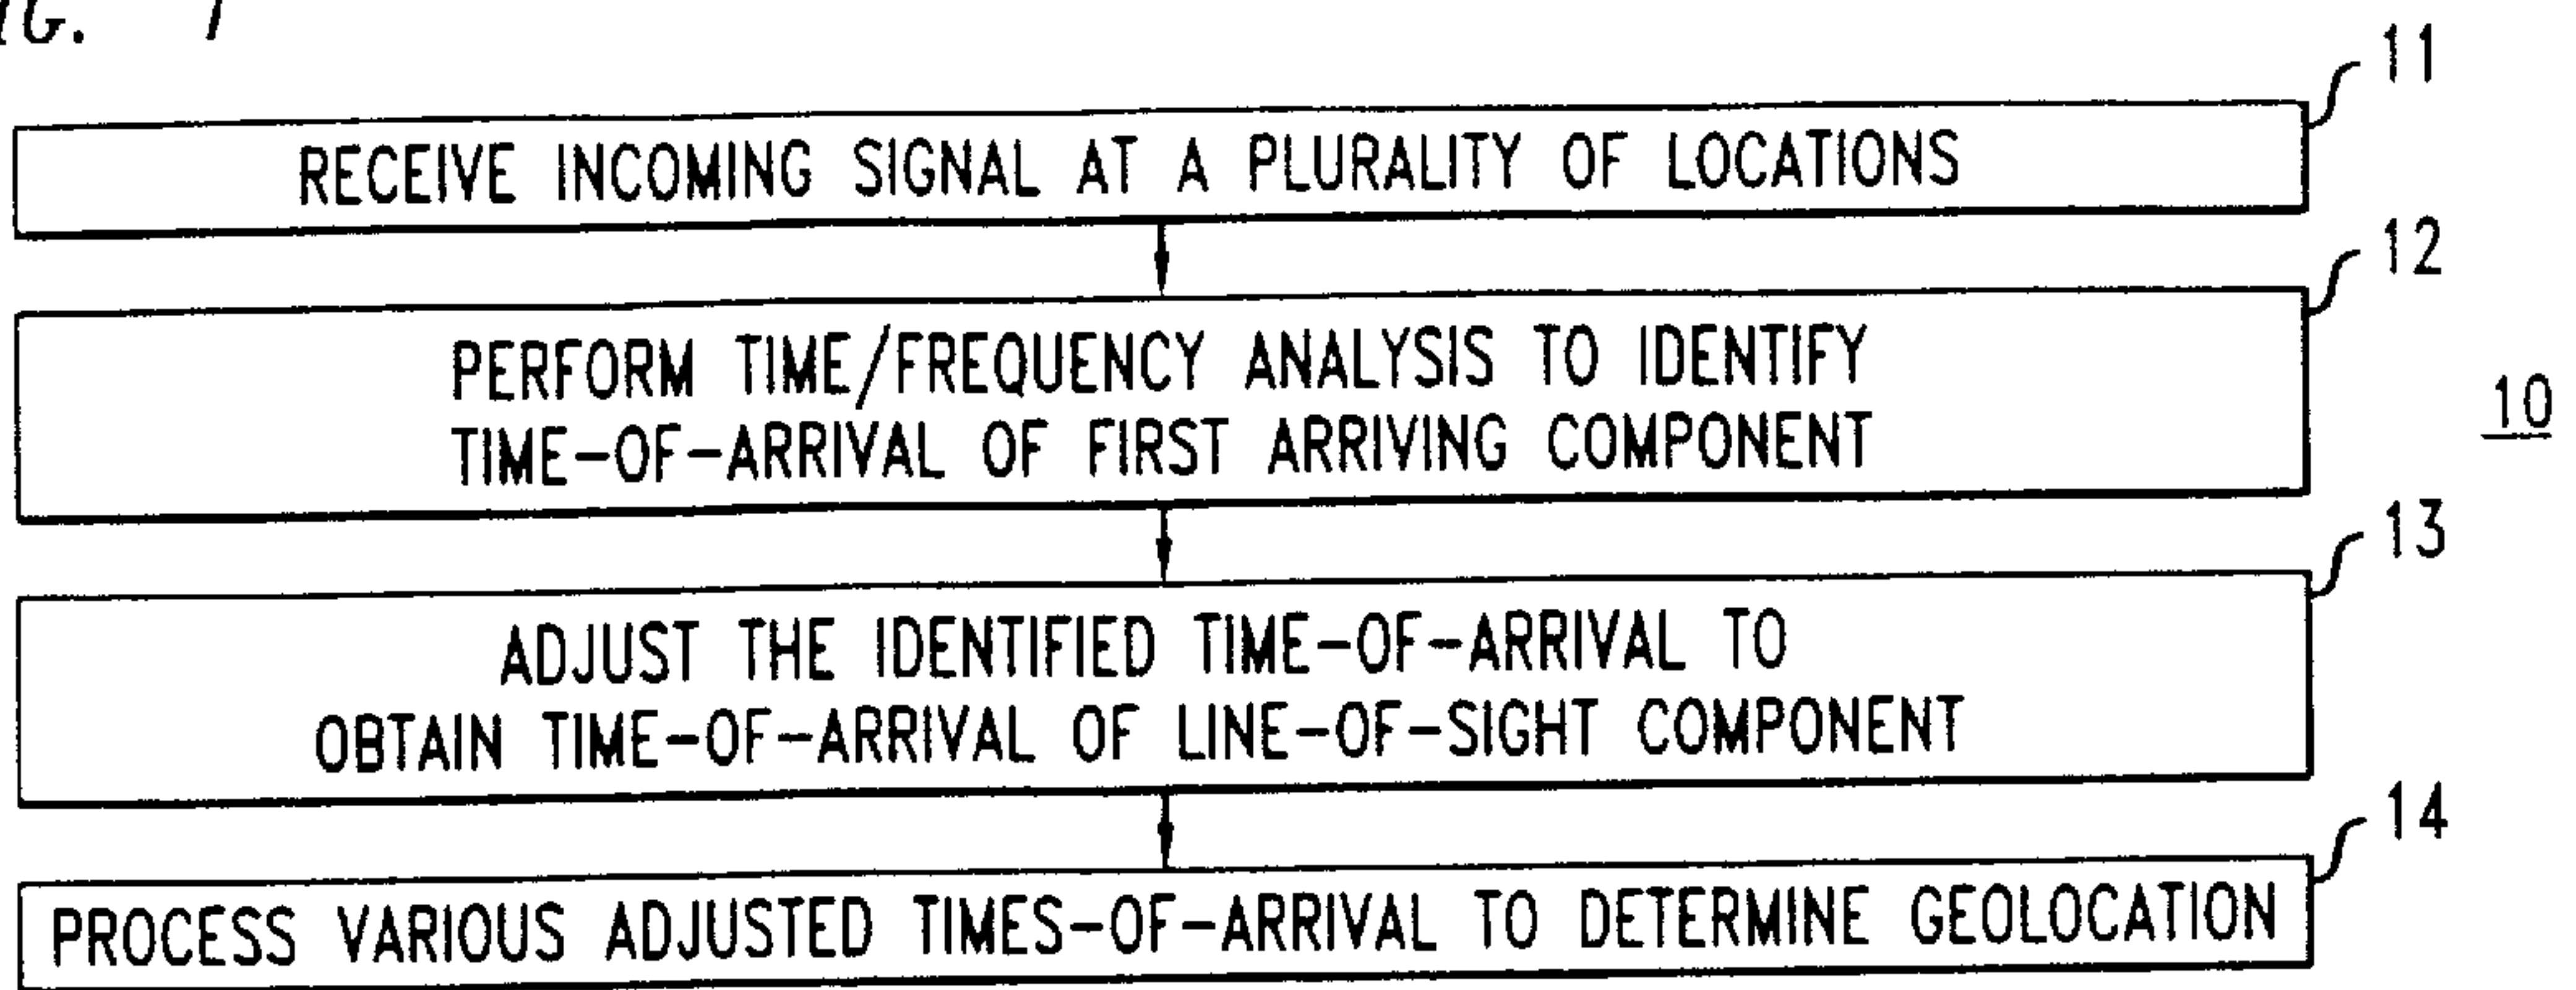 FIG. 1
11
RECEIVE INCOMING SIGNAL AT A PLURALITY OF LOCATIONS
12
PERFORM TIME/FREQUENCY ANALYSIS TO IDENTIFY
TIME-OF-ARRIVAL OF FIRST ARRIVING COMPONENT
10
13
ADJUST THE IDENTIFIED TIME-OF-ARRIVAL TO
OBTAIN TIME-OF-ARRIVAL OF LINE-OF-SIGHT COMPONENT
14
PROCESS VARIOUS ADJUSTED TIMES-OF-ARRIVAL TO DETERMINE GEOLOCATION